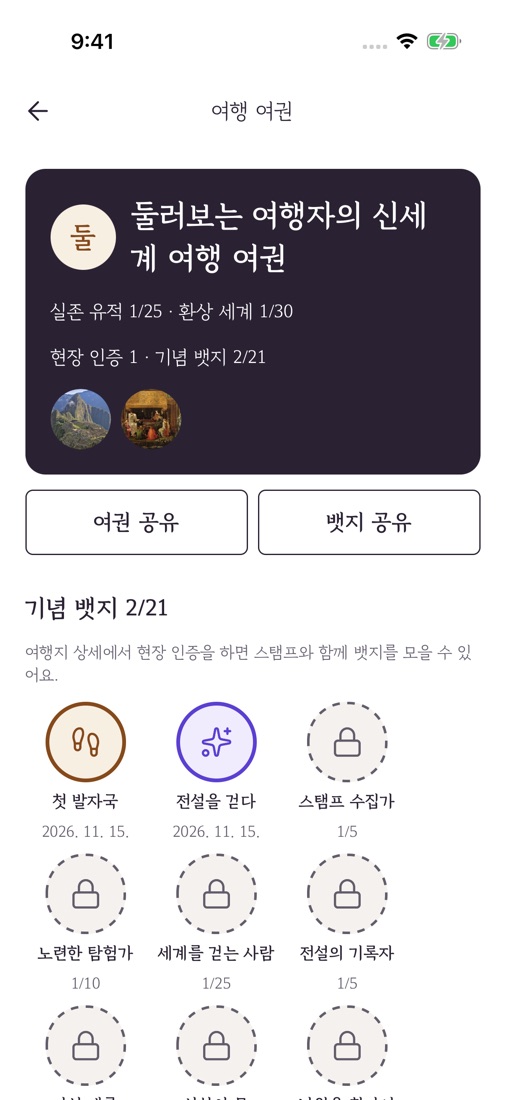 9:41
여행 여권
둘
둘러보는 여행자의 신세
계 여행 여권
실존 유적 1/25 · 환상 세계 1/30
현장 인증 1 · 기념 뱃지 2/21
여권 공유
뱃지 공유
기념 뱃지 2/21
여행지 상세에서 현장 인증을 하면 스탬프와 함께 뱃지를 모을 수 있
어요.
첫 발자국
전설을 걷다
스탬프 수집가
2026. 11. 15.
2026. 11. 15.
1/5
노련한 탐험가
세계를 걷는 사람
전설의 기록자
1/10
1/25
1/5